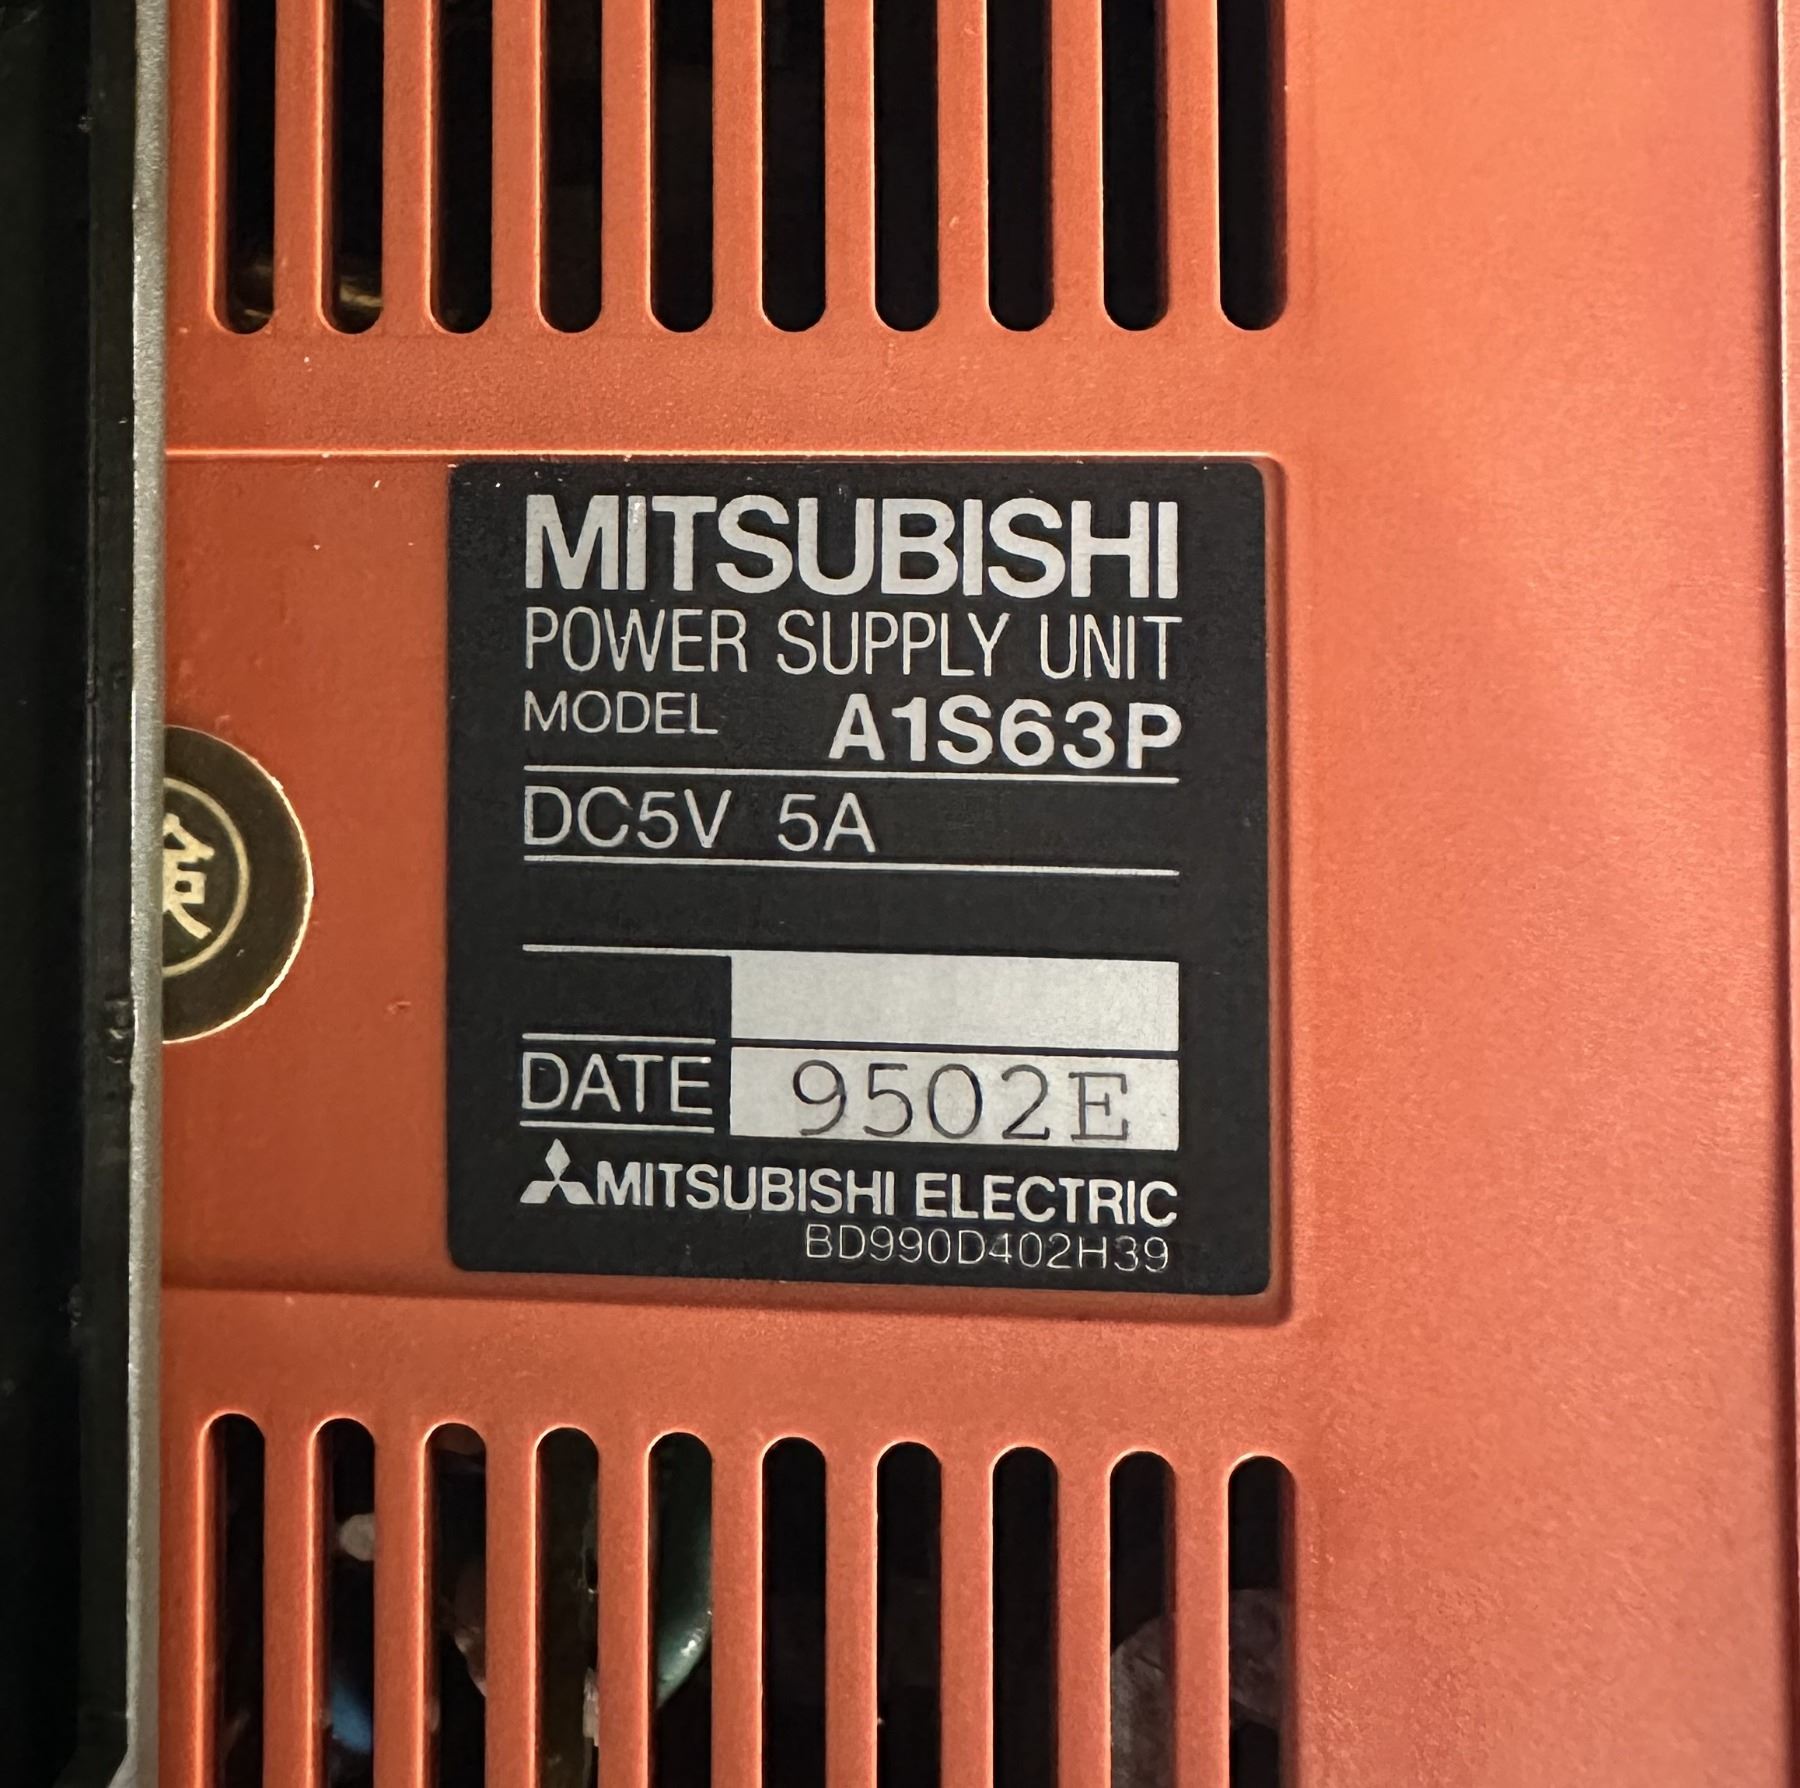 MITSUBISHI
POWER SUPPLY UNIT
MODEL A1S63P
DC5V 5A
DATE 9502E
MITSUBISHI ELECTRIC
BD990D402H39